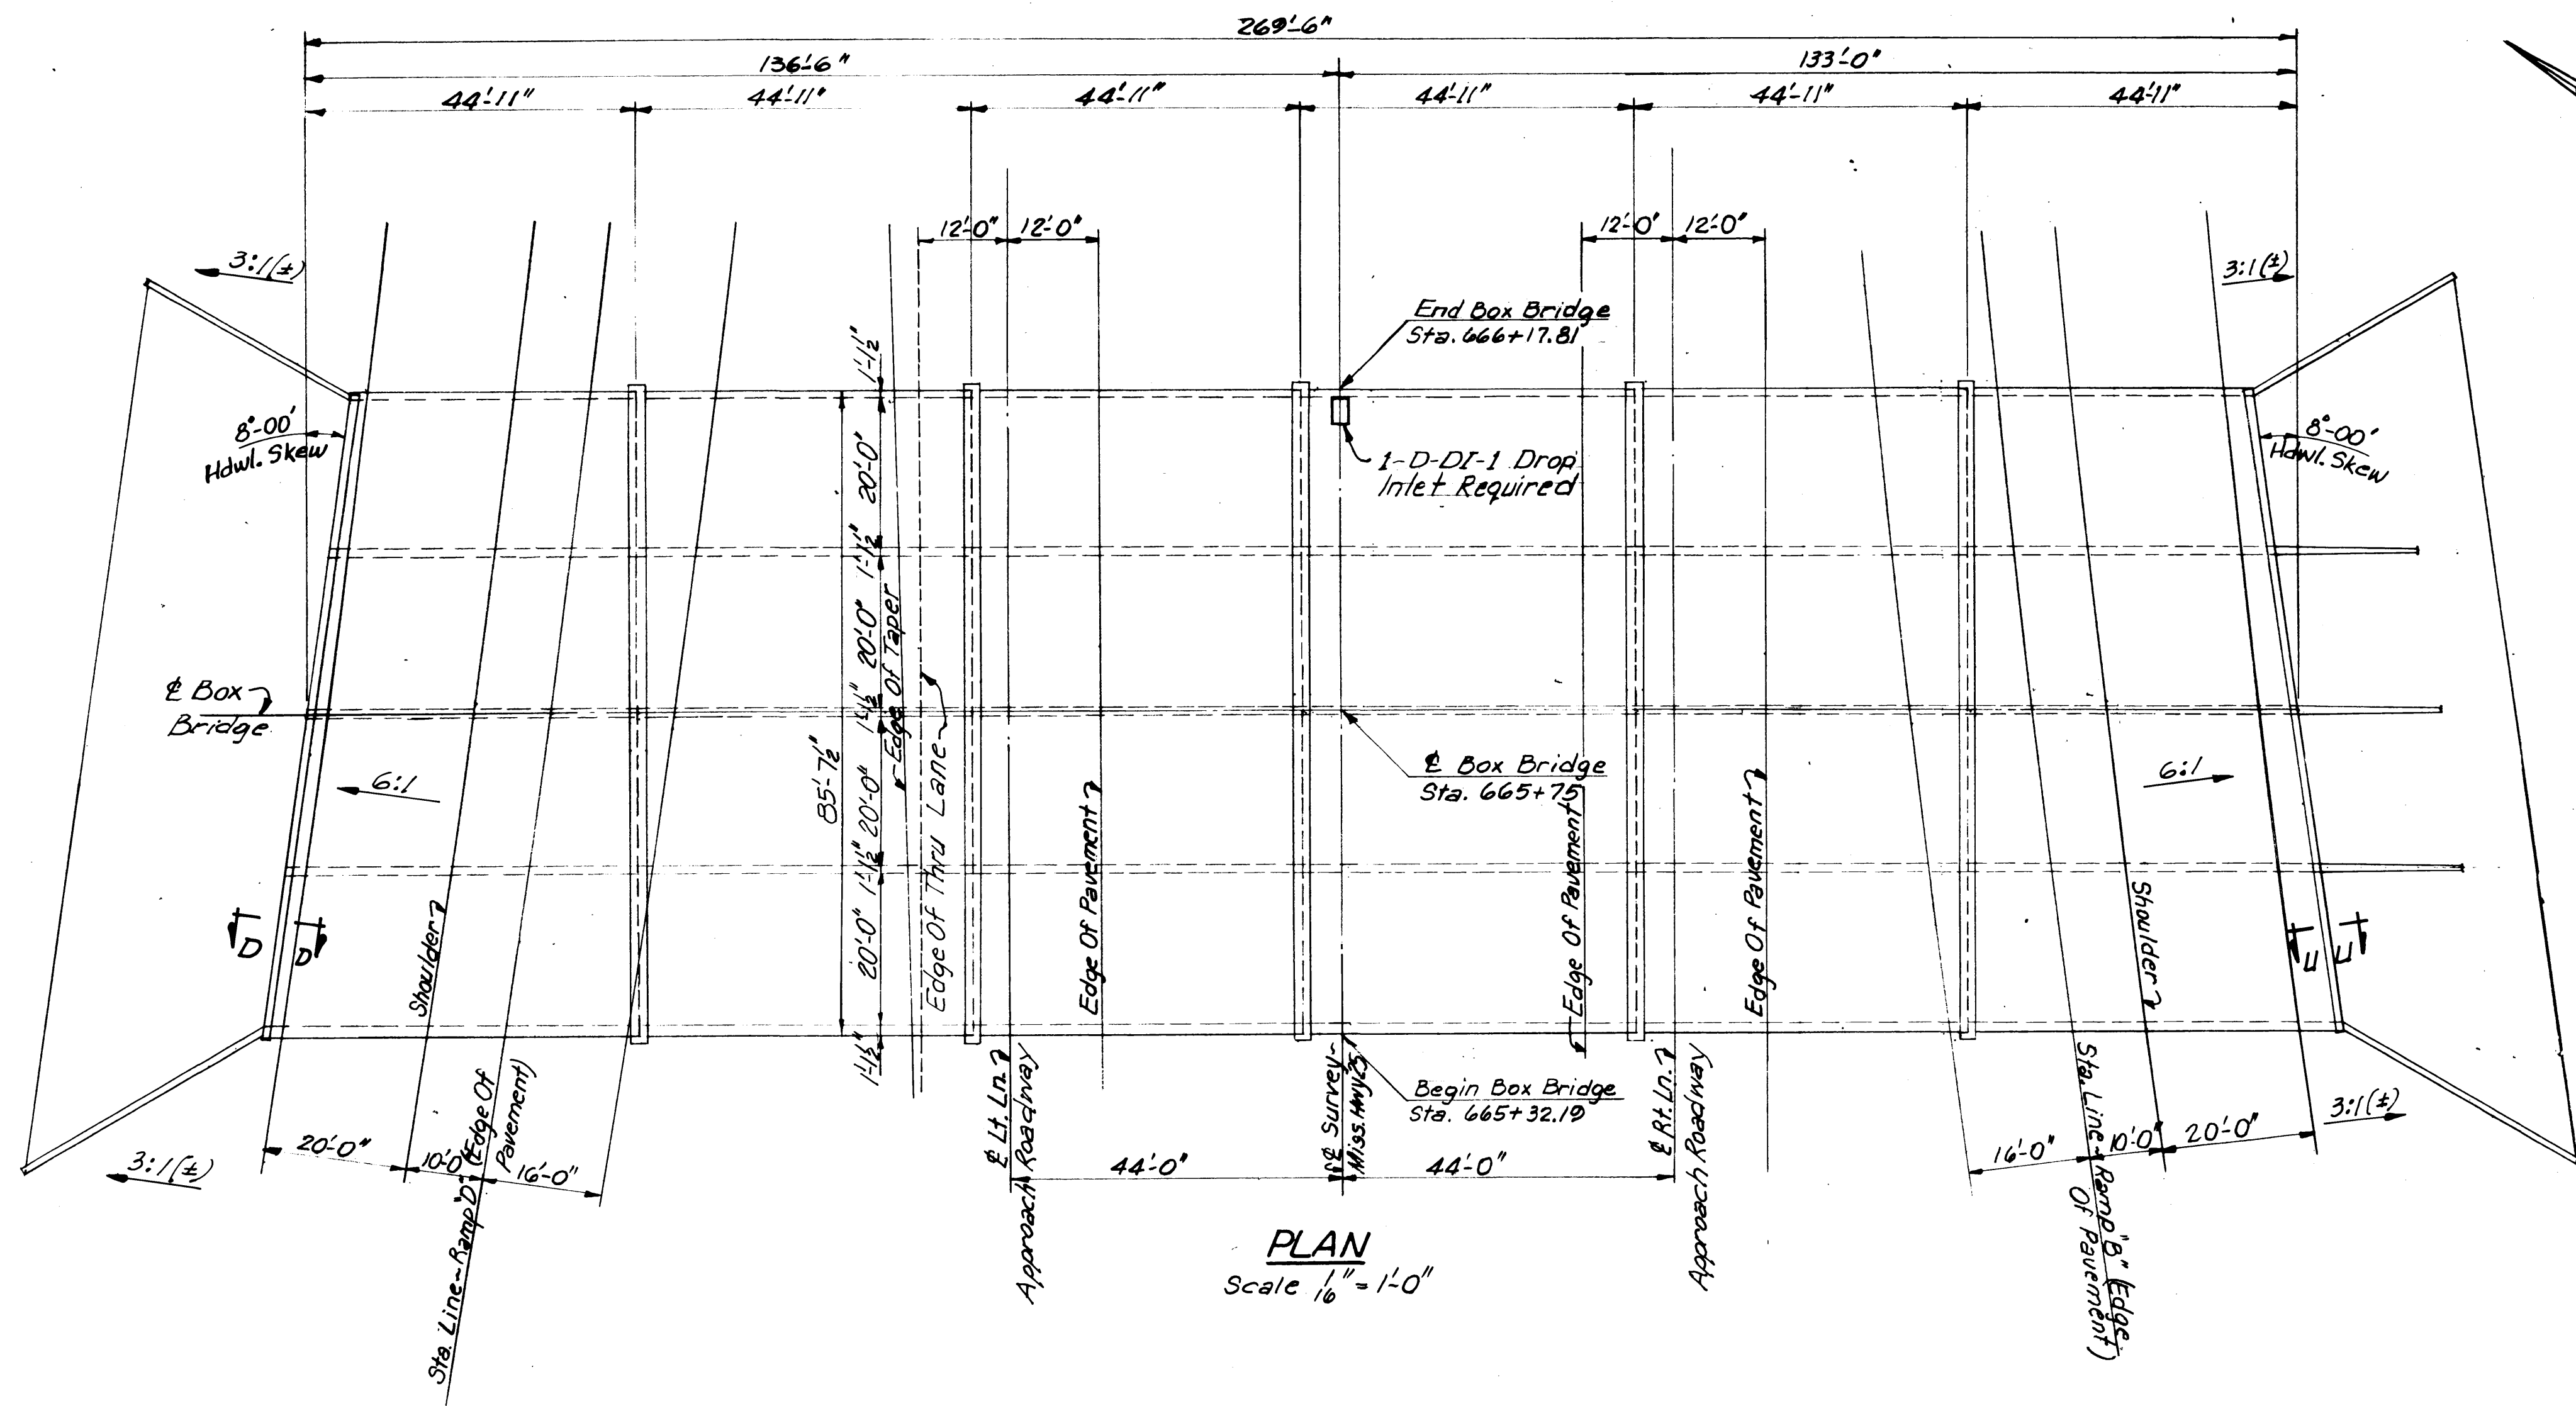 269'-6"
136'-6"
133'-0"
44'-11"
44'-11"
44'-11"
44'-11"
44'-11"
44'-11"
12'-0"
12'-0"
12'-0"
12'-0"
3:1(±)
3:1(±)
End Box Bridge
Sta. 666+17.81
8°-00'
Hdwl. Skew
8°-00'
Hdwl. Skew
1-D-DI-1 Drop
Inlet Required
1'-1½"
20'-0"
1'-1½"
20'-0"
1'-1½"
20'-0"
1'-1½"
20'-0"
1'-1½"
85'-7½"
Edge Of Taper
Edge Of Thru Lane
℄ Box
Bridge
℄ Box Bridge
Sta. 665+75
6:1
6:1
Edge Of Pavement
Edge Of Pavement
Edge Of Pavement
Shoulder
Shoulder
D
D
U
U
Begin Box Bridge
Sta. 665+32.19
℄ Lt. Ln.
Approach Roadway
℄ Survey~
Miss. Hwy 25
℄ Rt. Ln.
Approach Roadway
20'-0"
10'-0"
16'-0"
44'-0"
44'-0"
16'-0"
10'-0"
20'-0"
3:1(±)
3:1(±)
Sta. Line~Ramp "D" (Edge Of
Pavement)
Sta. Line~Ramp "B" (Edge
Of Pavement)
PLAN
Scale 1/16" = 1'-0"